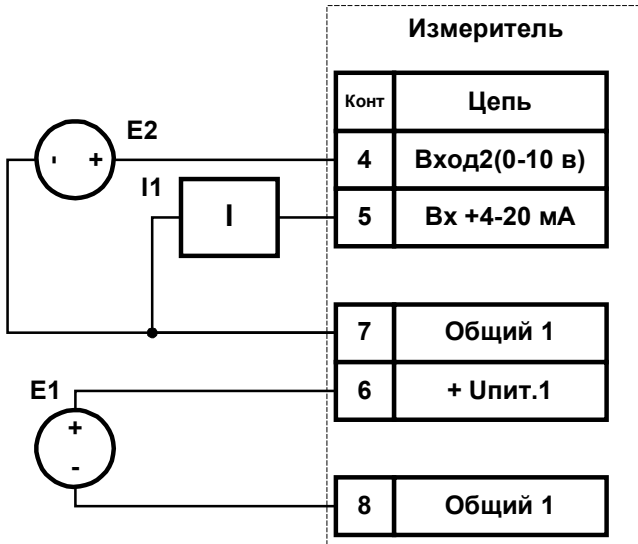 Измеритель
Конт Цепь
E2
- +
4 Вход2(0-10 в)
I1
I
5 Вх +4-20 мА
7 Общий 1
E1
6 + Uпит.1
+
-
8 Общий 1